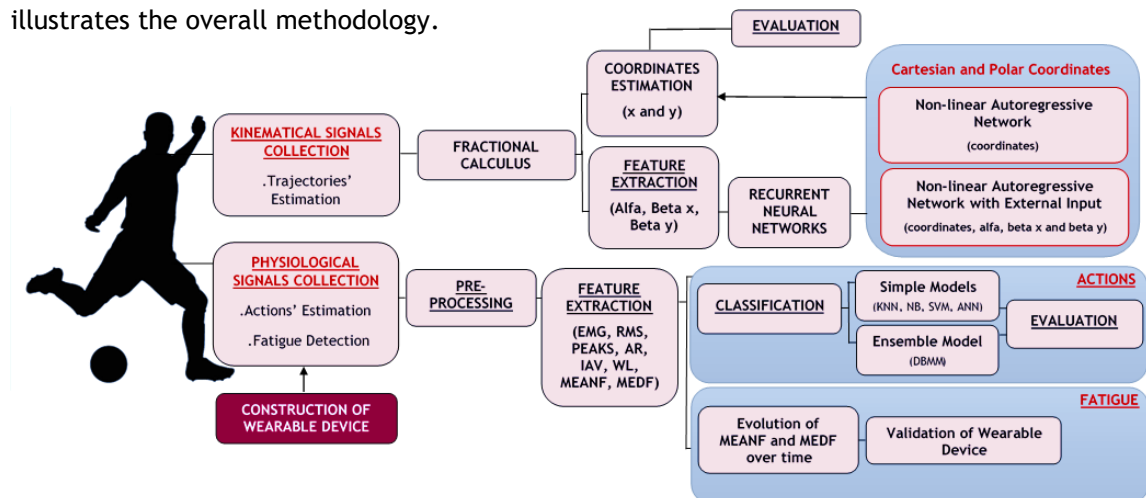 illustrates the overall methodology.
EVALUATION
COORDINATES
ESTIMATION
(x and y)
Cartesian and Polar Coordinates
Non-linear Autoregressive
Network
(coordinates)
KINEMATICAL SIGNALS
COLLECTION
.Trajectories’
Estimation
FRACTIONAL
CALCULUS
FEATURE
EXTRACTION
(Alfa, Beta x,
Beta y)
RECURRENT
NEURAL
NETWORKS
Non-linear Autoregressive
Network with External Input
(coordinates, alfa, beta x and beta y)
PHYSIOLOGICAL
SIGNALS COLLECTION
.Actions’ Estimation
.Fatigue Detection
PRE-
PROCESSING
FEATURE
EXTRACTION
(EMG, RMS,
PEAKS, AR,
IAV, WL,
MEANF, MEDF)
ACTIONS
CLASSIFICATION
Simple Models
(KNN, NB, SVM, ANN)
Ensemble Model
(DBMM)
EVALUATION
CONSTRUCTION OF
WEARABLE DEVICE
FATIGUE
Evolution of
MEANF and MEDF
over time
Validation of Wearable
Device